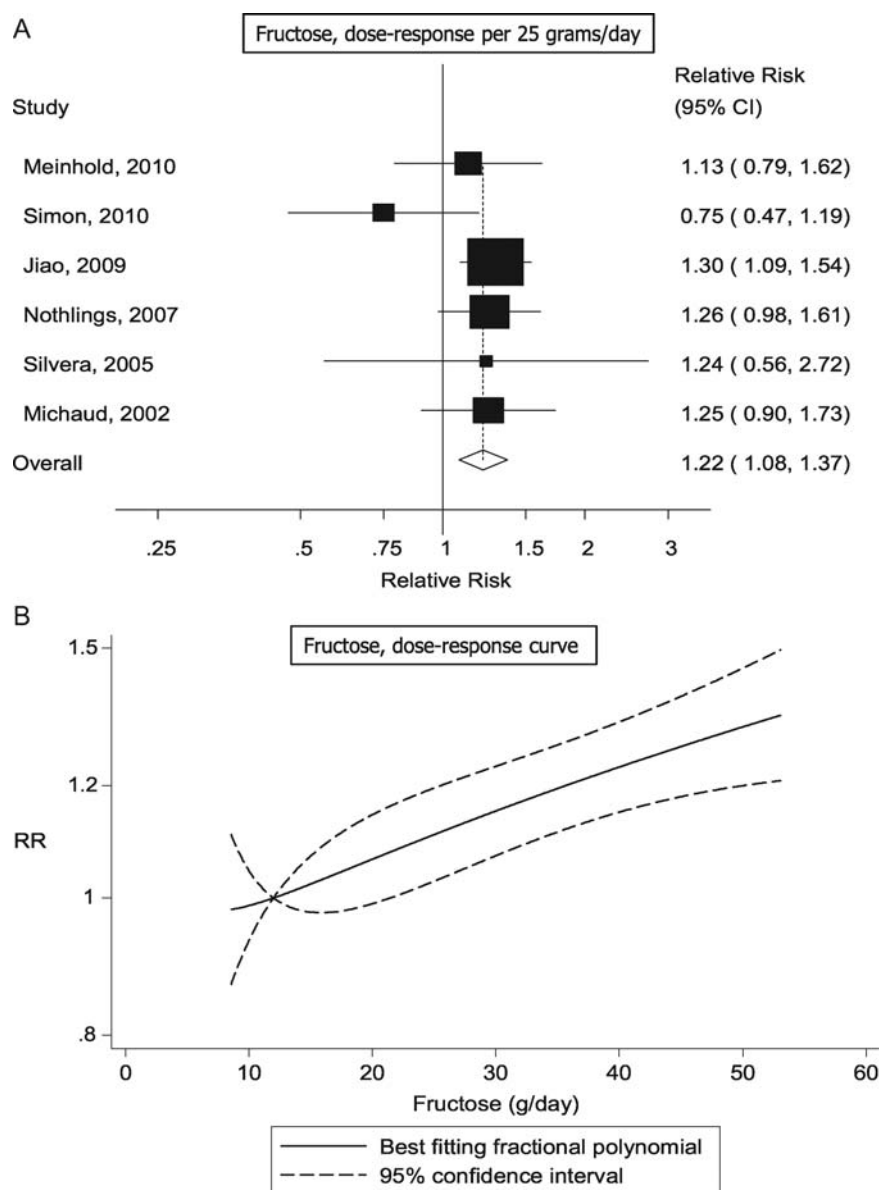 A
Fructose, dose-response per 25 grams/day
Relative Risk
Study (95% CI)
Meinhold, 2010 1.13 ( 0.79, 1.62)
Simon, 2010 0.75 ( 0.47, 1.19)
Jiao, 2009 1.30 ( 1.09, 1.54)
Nothlings, 2007 1.26 ( 0.98, 1.61)
Silvera, 2005 1.24 ( 0.56, 2.72)
Michaud, 2002 1.25 ( 0.90, 1.73)
Overall 1.22 ( 1.08, 1.37)
.25 .5 .75 1 1.5 2 3
Relative Risk
B
Fructose, dose-response curve
1.5
1.2
RR
1
.8
0 10 20 30 40 50 60
Fructose (g/day)
Best fitting fractional polynomial
95% confidence interval